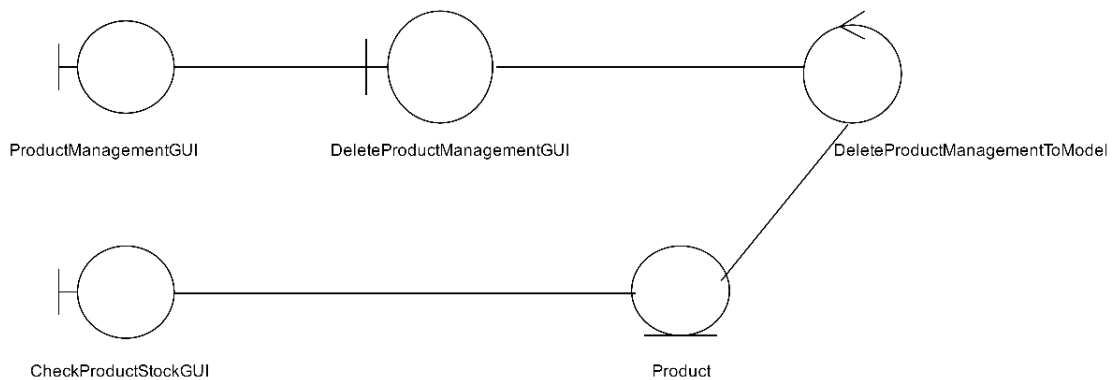 ProductManagementGUI
DeleteProductManagementGUI
DeleteProductManagementToModel
CheckProductStockGUI
Product